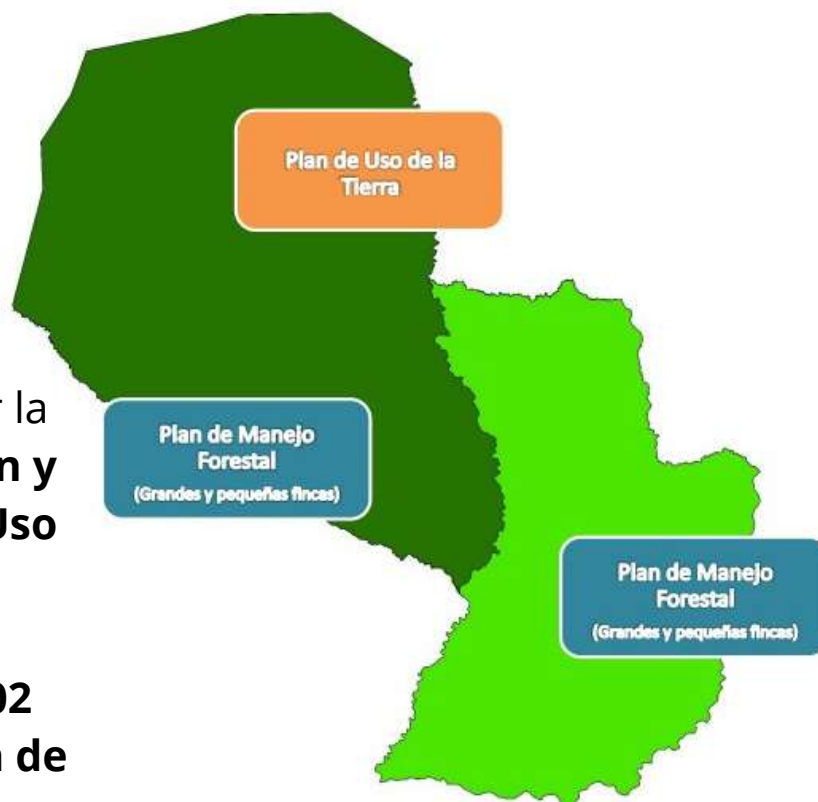 Plan de Uso de la
Tierra
r la
n y
Uso
02
n de
Plan de Manejo
Forestal
(Grandes y pequeñas fincas)
Plan de Manejo
Forestal
(Grandes y pequeñas fincas)